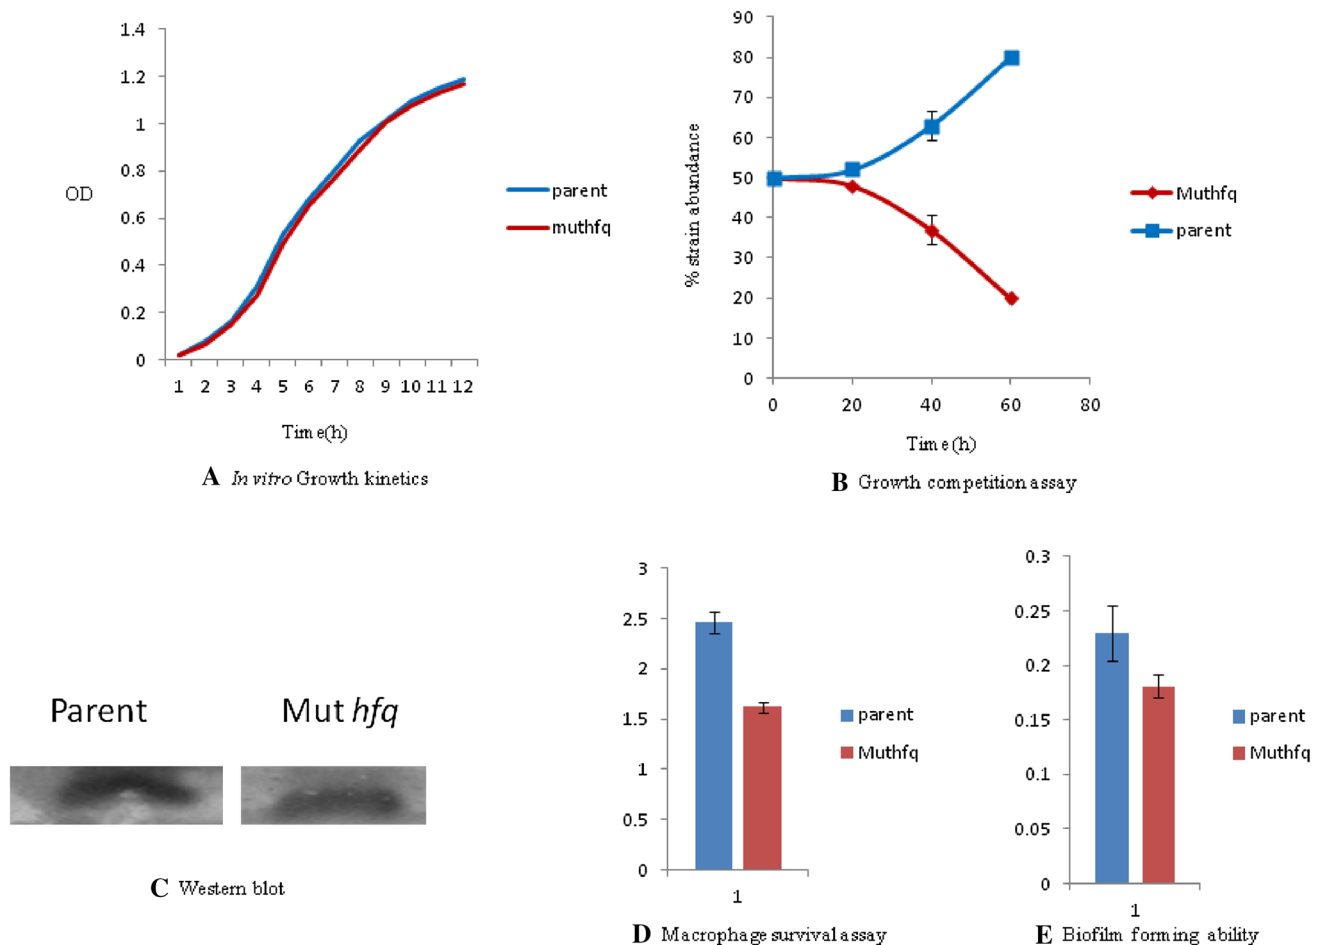 1.4
1.2
1
0.8
0.6
0.4
0.2
0
OD
1 2 3 4 5 6 7 8 9 10 11 12
Time(h)
parent
muthfq
A In vitro Growth kinetics
90
80
70
60
50
40
30
20
10
0
% strain abundance
0 20 40 60 80
Time(h)
Muthfq
parent
B Growth competition assay
Parent Mut hfq
C Western blot
3
2.5
2
1.5
1
0.5
0
1
parent
Muthfq
D Macrophage survival assay
0.3
0.25
0.2
0.15
0.1
0.05
0
1
parent
Muthfq
E Biofilm forming ability